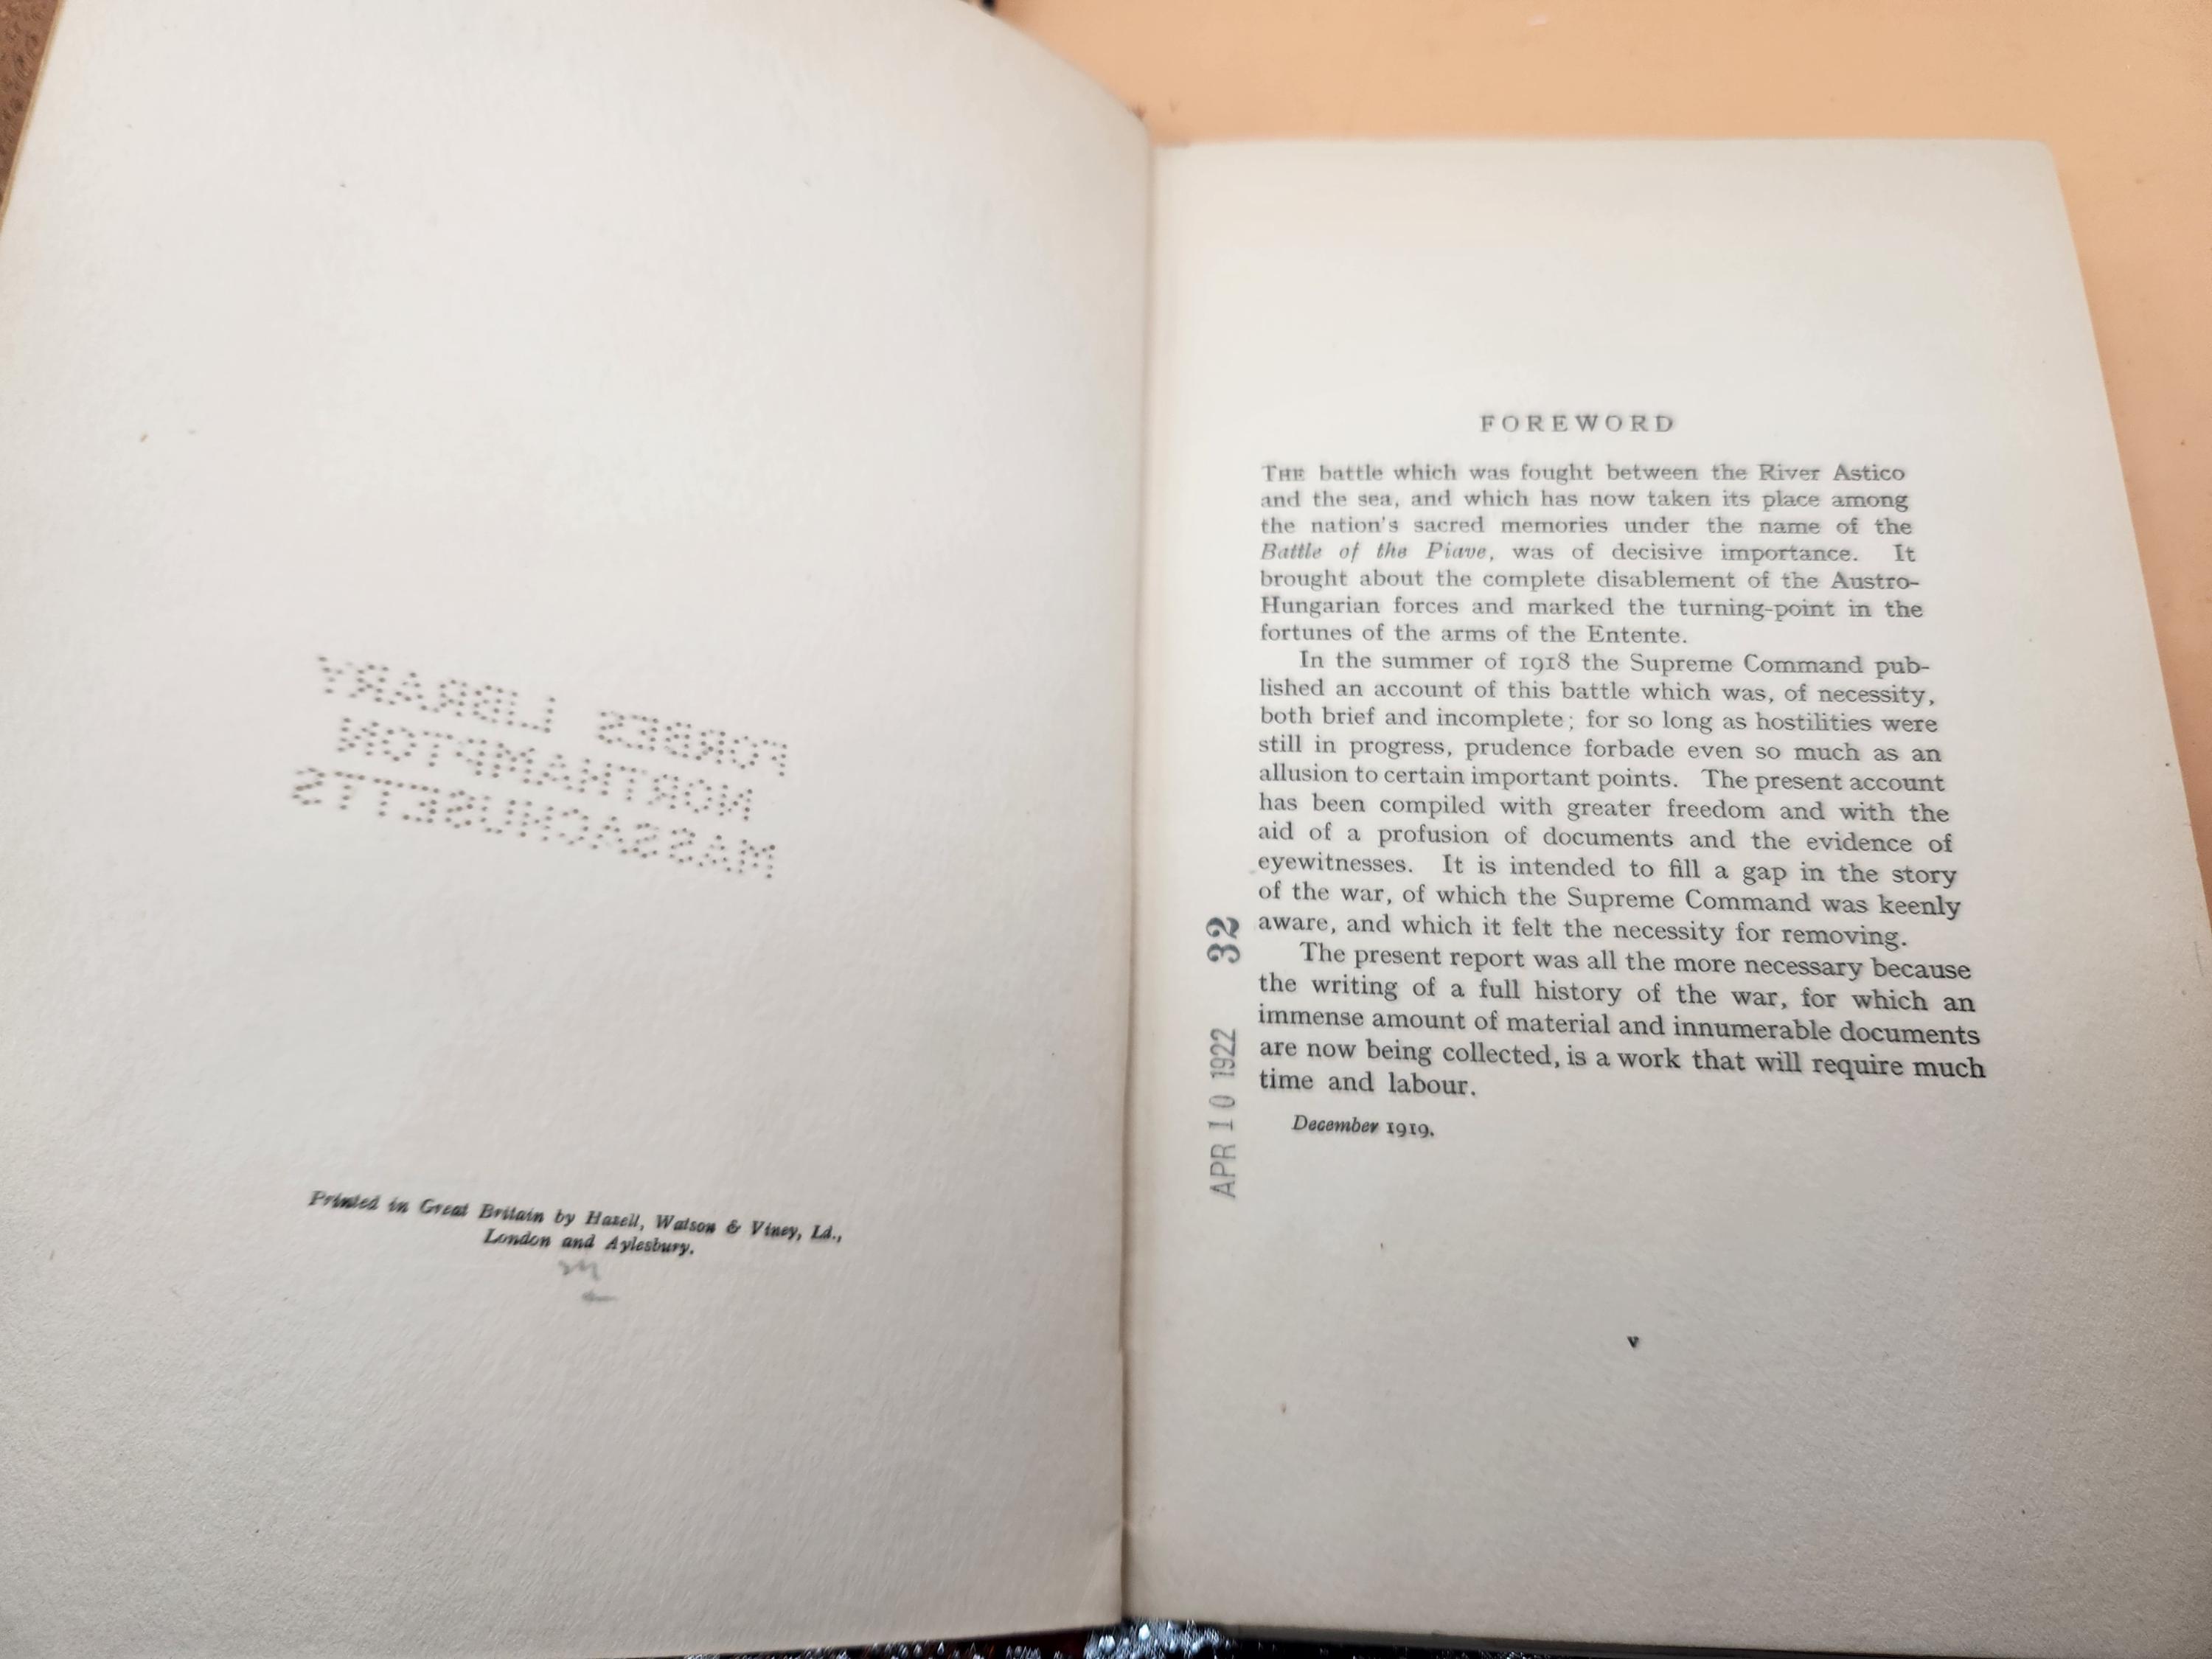 FORBES LIBRARY
NORTHAMPTON
MASSACHUSETTS
Printed in Great Britain by Hazell, Watson & Viney, Ld.,
London and Aylesbury.
FOREWORD
THE battle which was fought between the River Astico
and the sea, and which has now taken its place among
the nation's sacred memories under the name of the
Battle of the Piave, was of decisive importance. It
brought about the complete disablement of the Austro-
Hungarian forces and marked the turning-point in the
fortunes of the arms of the Entente.
In the summer of 1918 the Supreme Command pub-
lished an account of this battle which was, of necessity,
both brief and incomplete; for so long as hostilities were
still in progress, prudence forbade even so much as an
allusion to certain important points. The present account
has been compiled with greater freedom and with the
aid of a profusion of documents and the evidence of
eyewitnesses. It is intended to fill a gap in the story
of the war, of which the Supreme Command was keenly
aware, and which it felt the necessity for removing.
The present report was all the more necessary because
the writing of a full history of the war, for which an
immense amount of material and innumerable documents
are now being collected, is a work that will require much
time and labour.
December 1919.
APR 10 1922 32
v